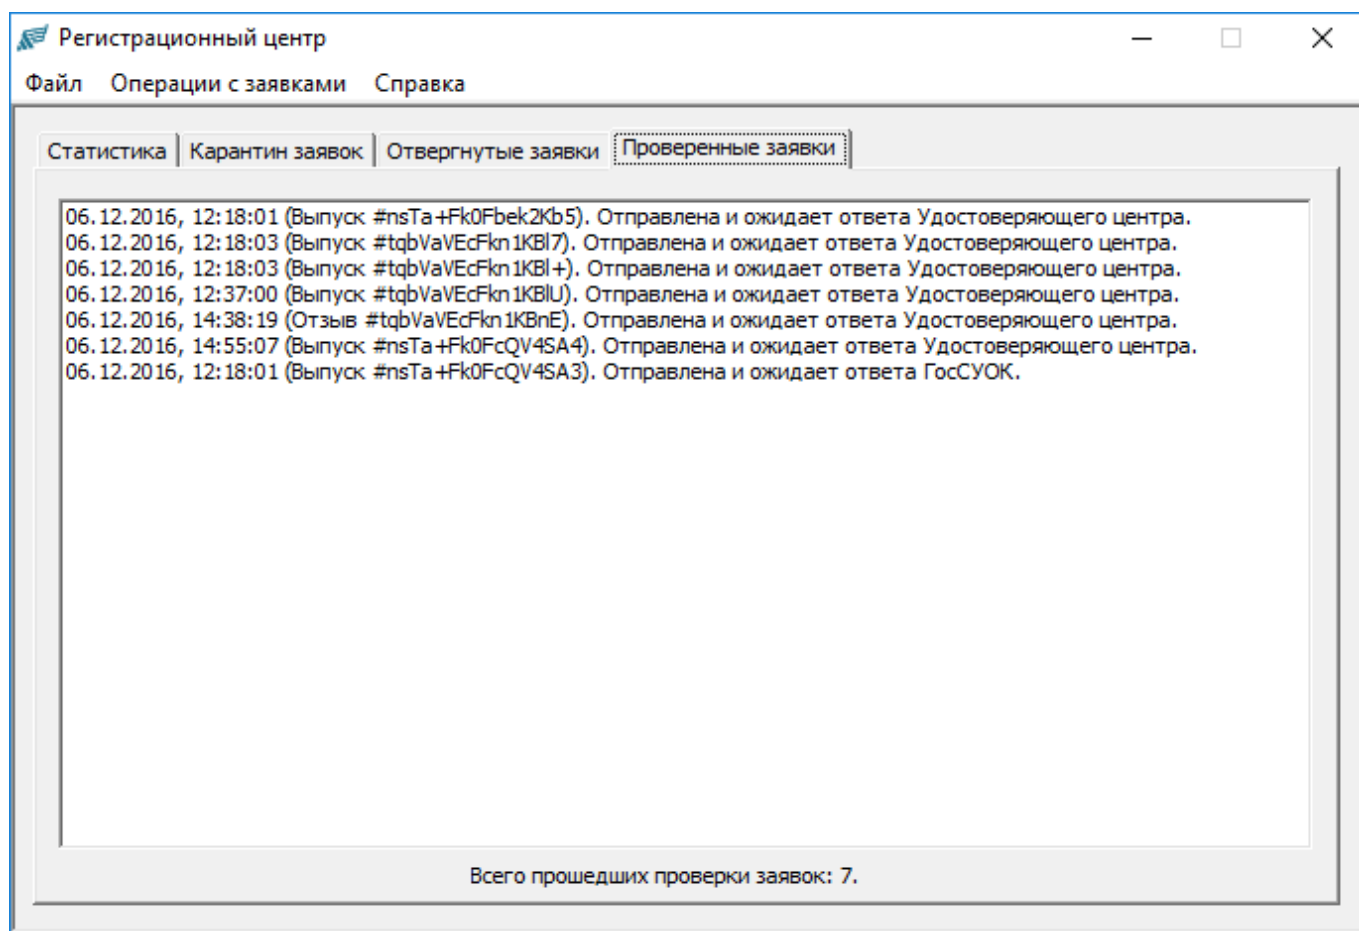 Регистрационный центр
Файл Операции с заявками Справка
Статистика Карантин заявок Отвергнутые заявки Проверенные заявки
06.12.2016, 12:18:01 (Выпуск #nsTa+Fk0Fbek2Kb5). Отправлена и ожидает ответа Удостоверяющего центра.
06.12.2016, 12:18:03 (Выпуск #tqbVaVEcFkn1KBl7). Отправлена и ожидает ответа Удостоверяющего центра.
06.12.2016, 12:18:03 (Выпуск #tqbVaVEcFkn1KBl+). Отправлена и ожидает ответа Удостоверяющего центра.
06.12.2016, 12:37:00 (Выпуск #tqbVaVEcFkn1KBlU). Отправлена и ожидает ответа Удостоверяющего центра.
06.12.2016, 14:38:19 (Отзыв #tqbVaVEcFkn1KBnE). Отправлена и ожидает ответа Удостоверяющего центра.
06.12.2016, 14:55:07 (Выпуск #nsTa+Fk0FcQV4SA4). Отправлена и ожидает ответа Удостоверяющего центра.
06.12.2016, 12:18:01 (Выпуск #nsTa+Fk0FcQV4SA3). Отправлена и ожидает ответа ГосСУОК.
Всего прошедших проверки заявок: 7.